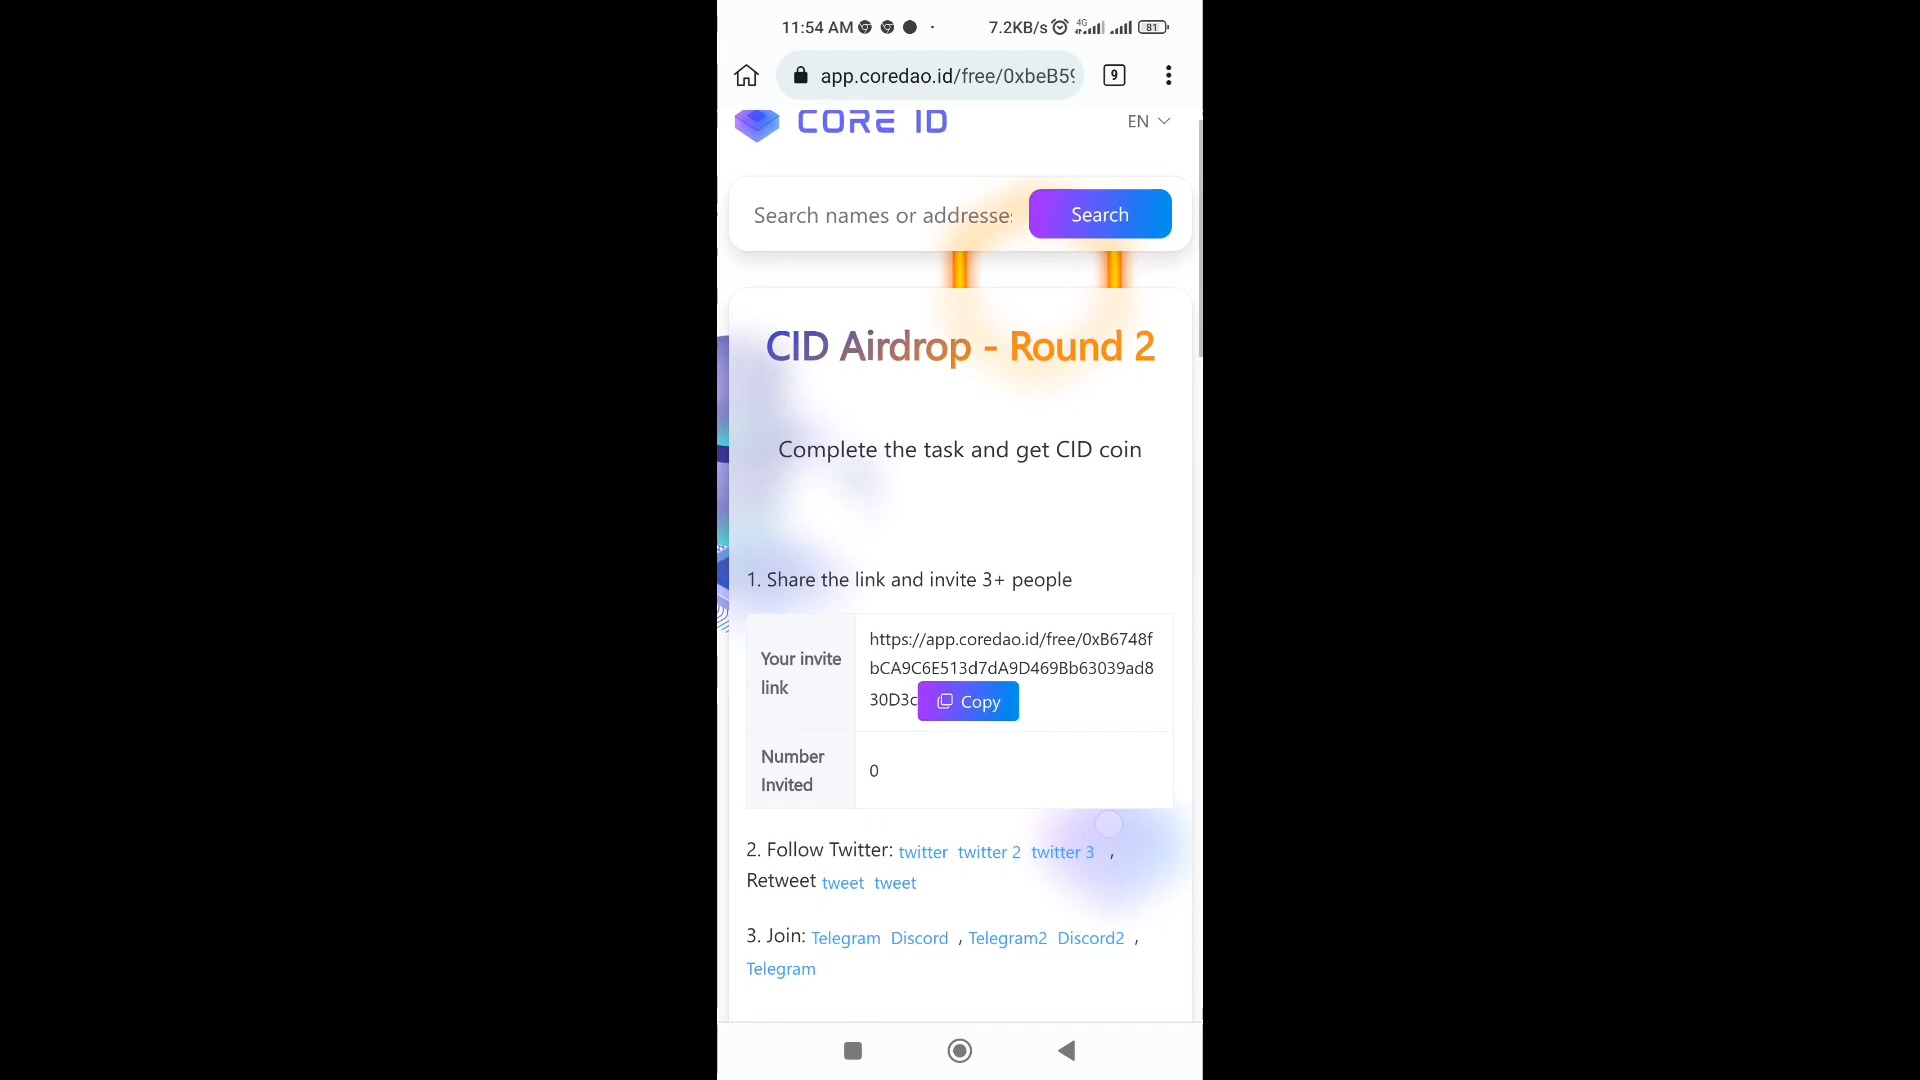 11:54 AM 7.2KB/s 4G 81
app.coredao.id/free/0xbeB59 9
CORE ID EN
Search names or addresses Search
CID Airdrop - Round 2
Complete the task and get CID coin
1. Share the link and invite 3+ people
Your invite link
https://app.coredao.id/free/0xB6748f
bCA9C6E513d7dA9D469Bb63039ad8
30D3c Copy
Number Invited 0
2. Follow Twitter: twitter twitter 2 twitter 3 ,
Retweet tweet tweet
3. Join: Telegram Discord , Telegram2 Discord2 ,
Telegram